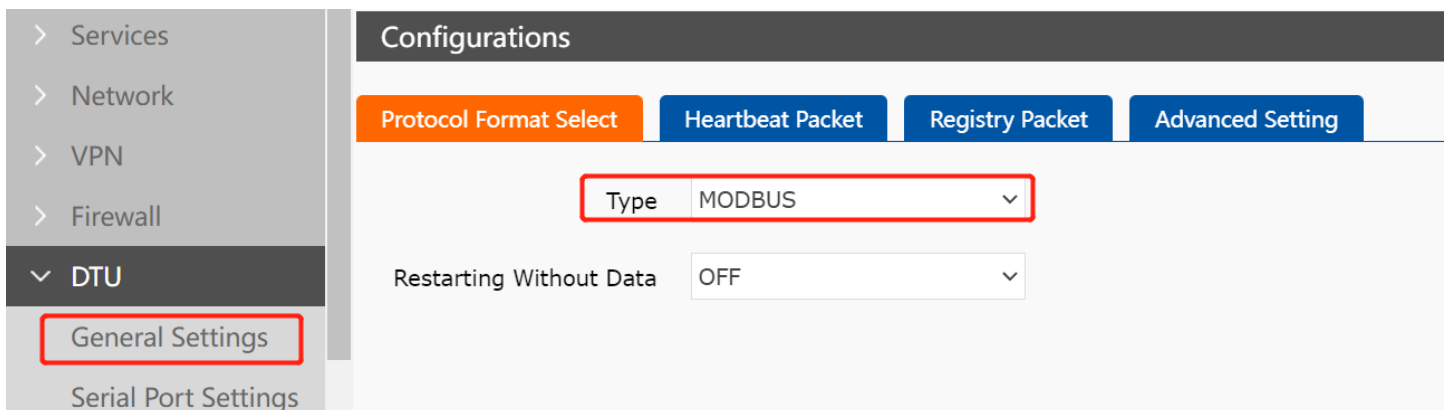 Services
Network
VPN
Firewall
DTU
General Settings
Serial Port Settings
Configurations
Protocol Format Select Heartbeat Packet Registry Packet Advanced Setting
Type MODBUS
Restarting Without Data OFF